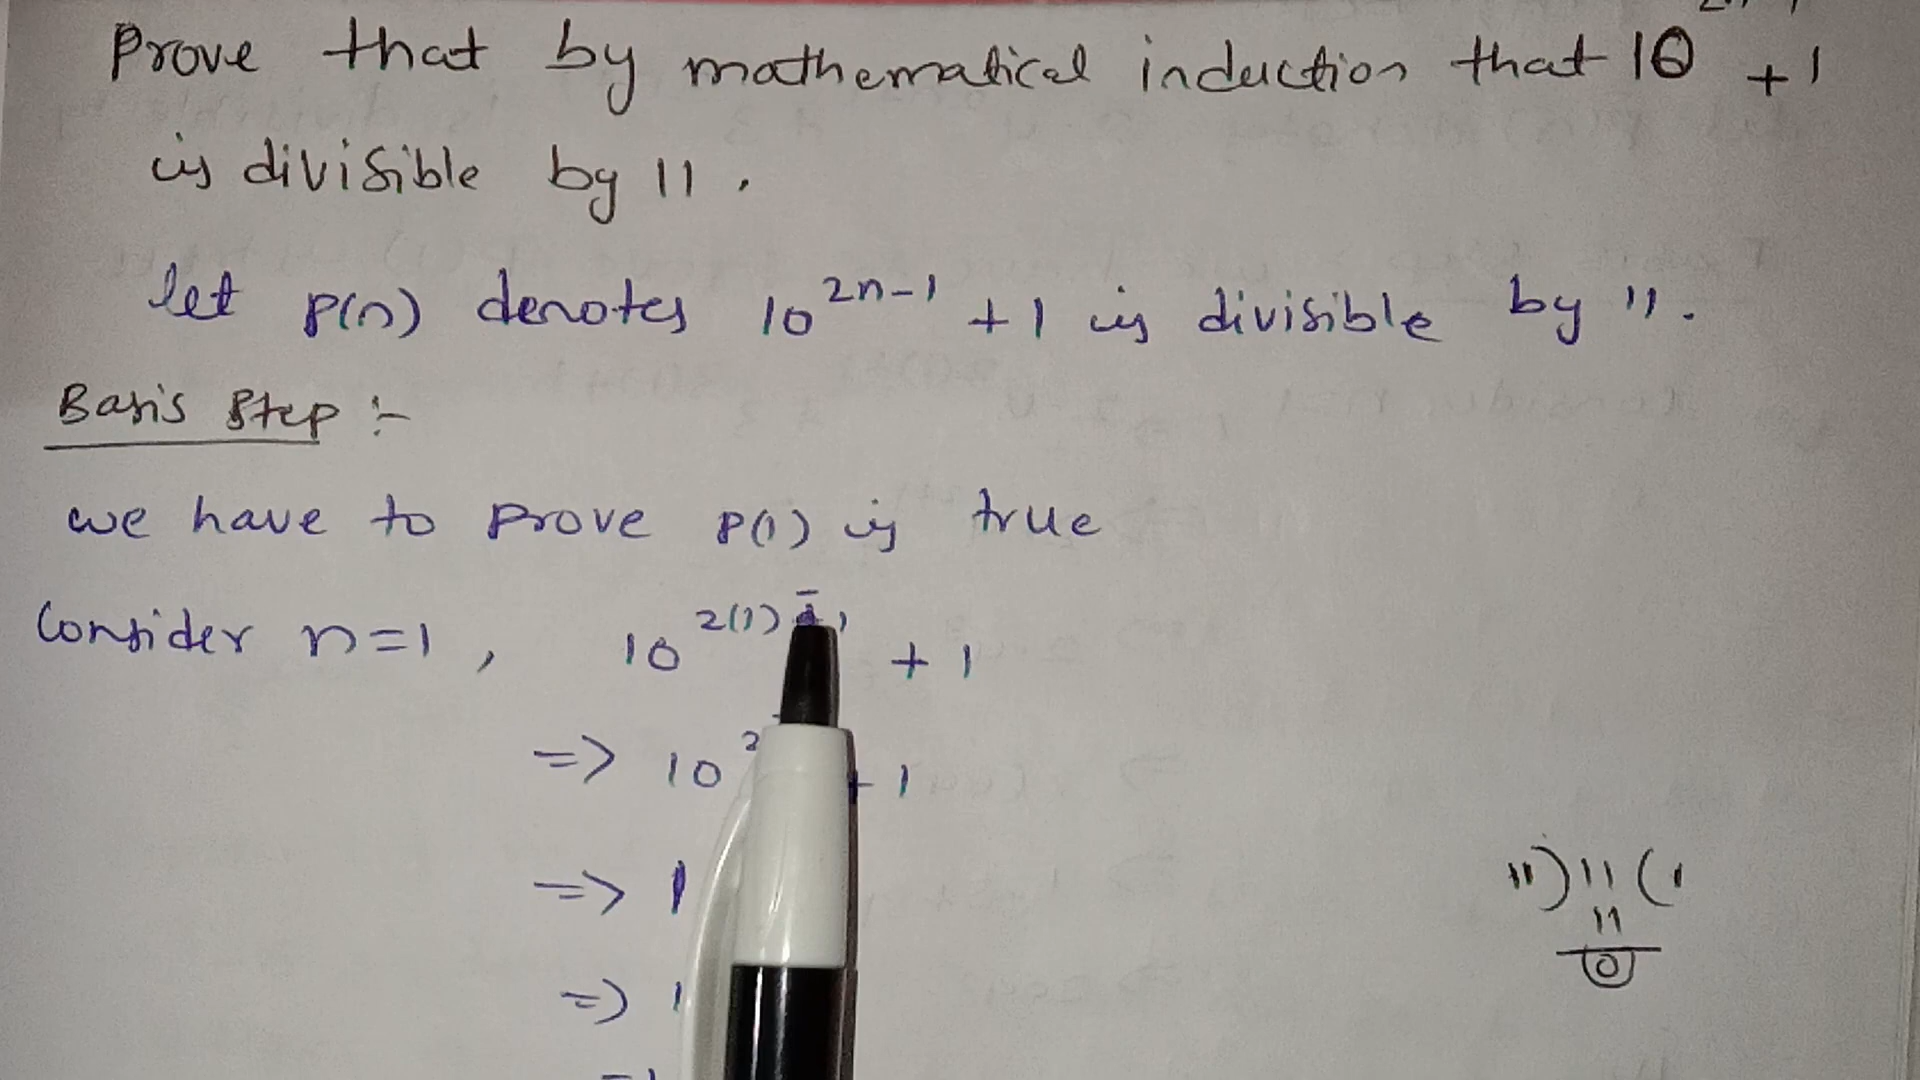 Prove that by mathematical induction that 10 + 1
is divisible by 11.
let P(n) denotes 10^{2n-1} + 1 is divisible by 11.
Basis Step :-
we have to prove P(1) is true
Consider n=1, 10^{2(1)-1} + 1
=> 10^2 + 1
=> 1
=> 1
11)11(1
11
0